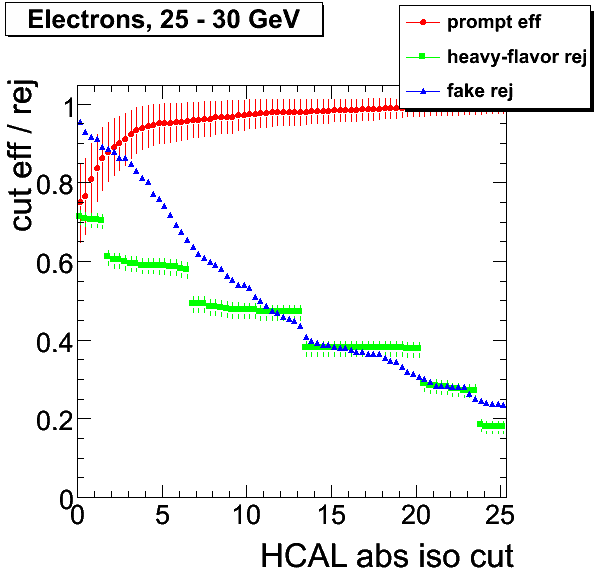 Electrons, 25 - 30 GeV
prompt eff
heavy-flavor rej
fake rej
cut eff / rej
1
0.8
0.6
0.4
0.2
0
0 5 10 15 20 25
HCAL abs iso cut